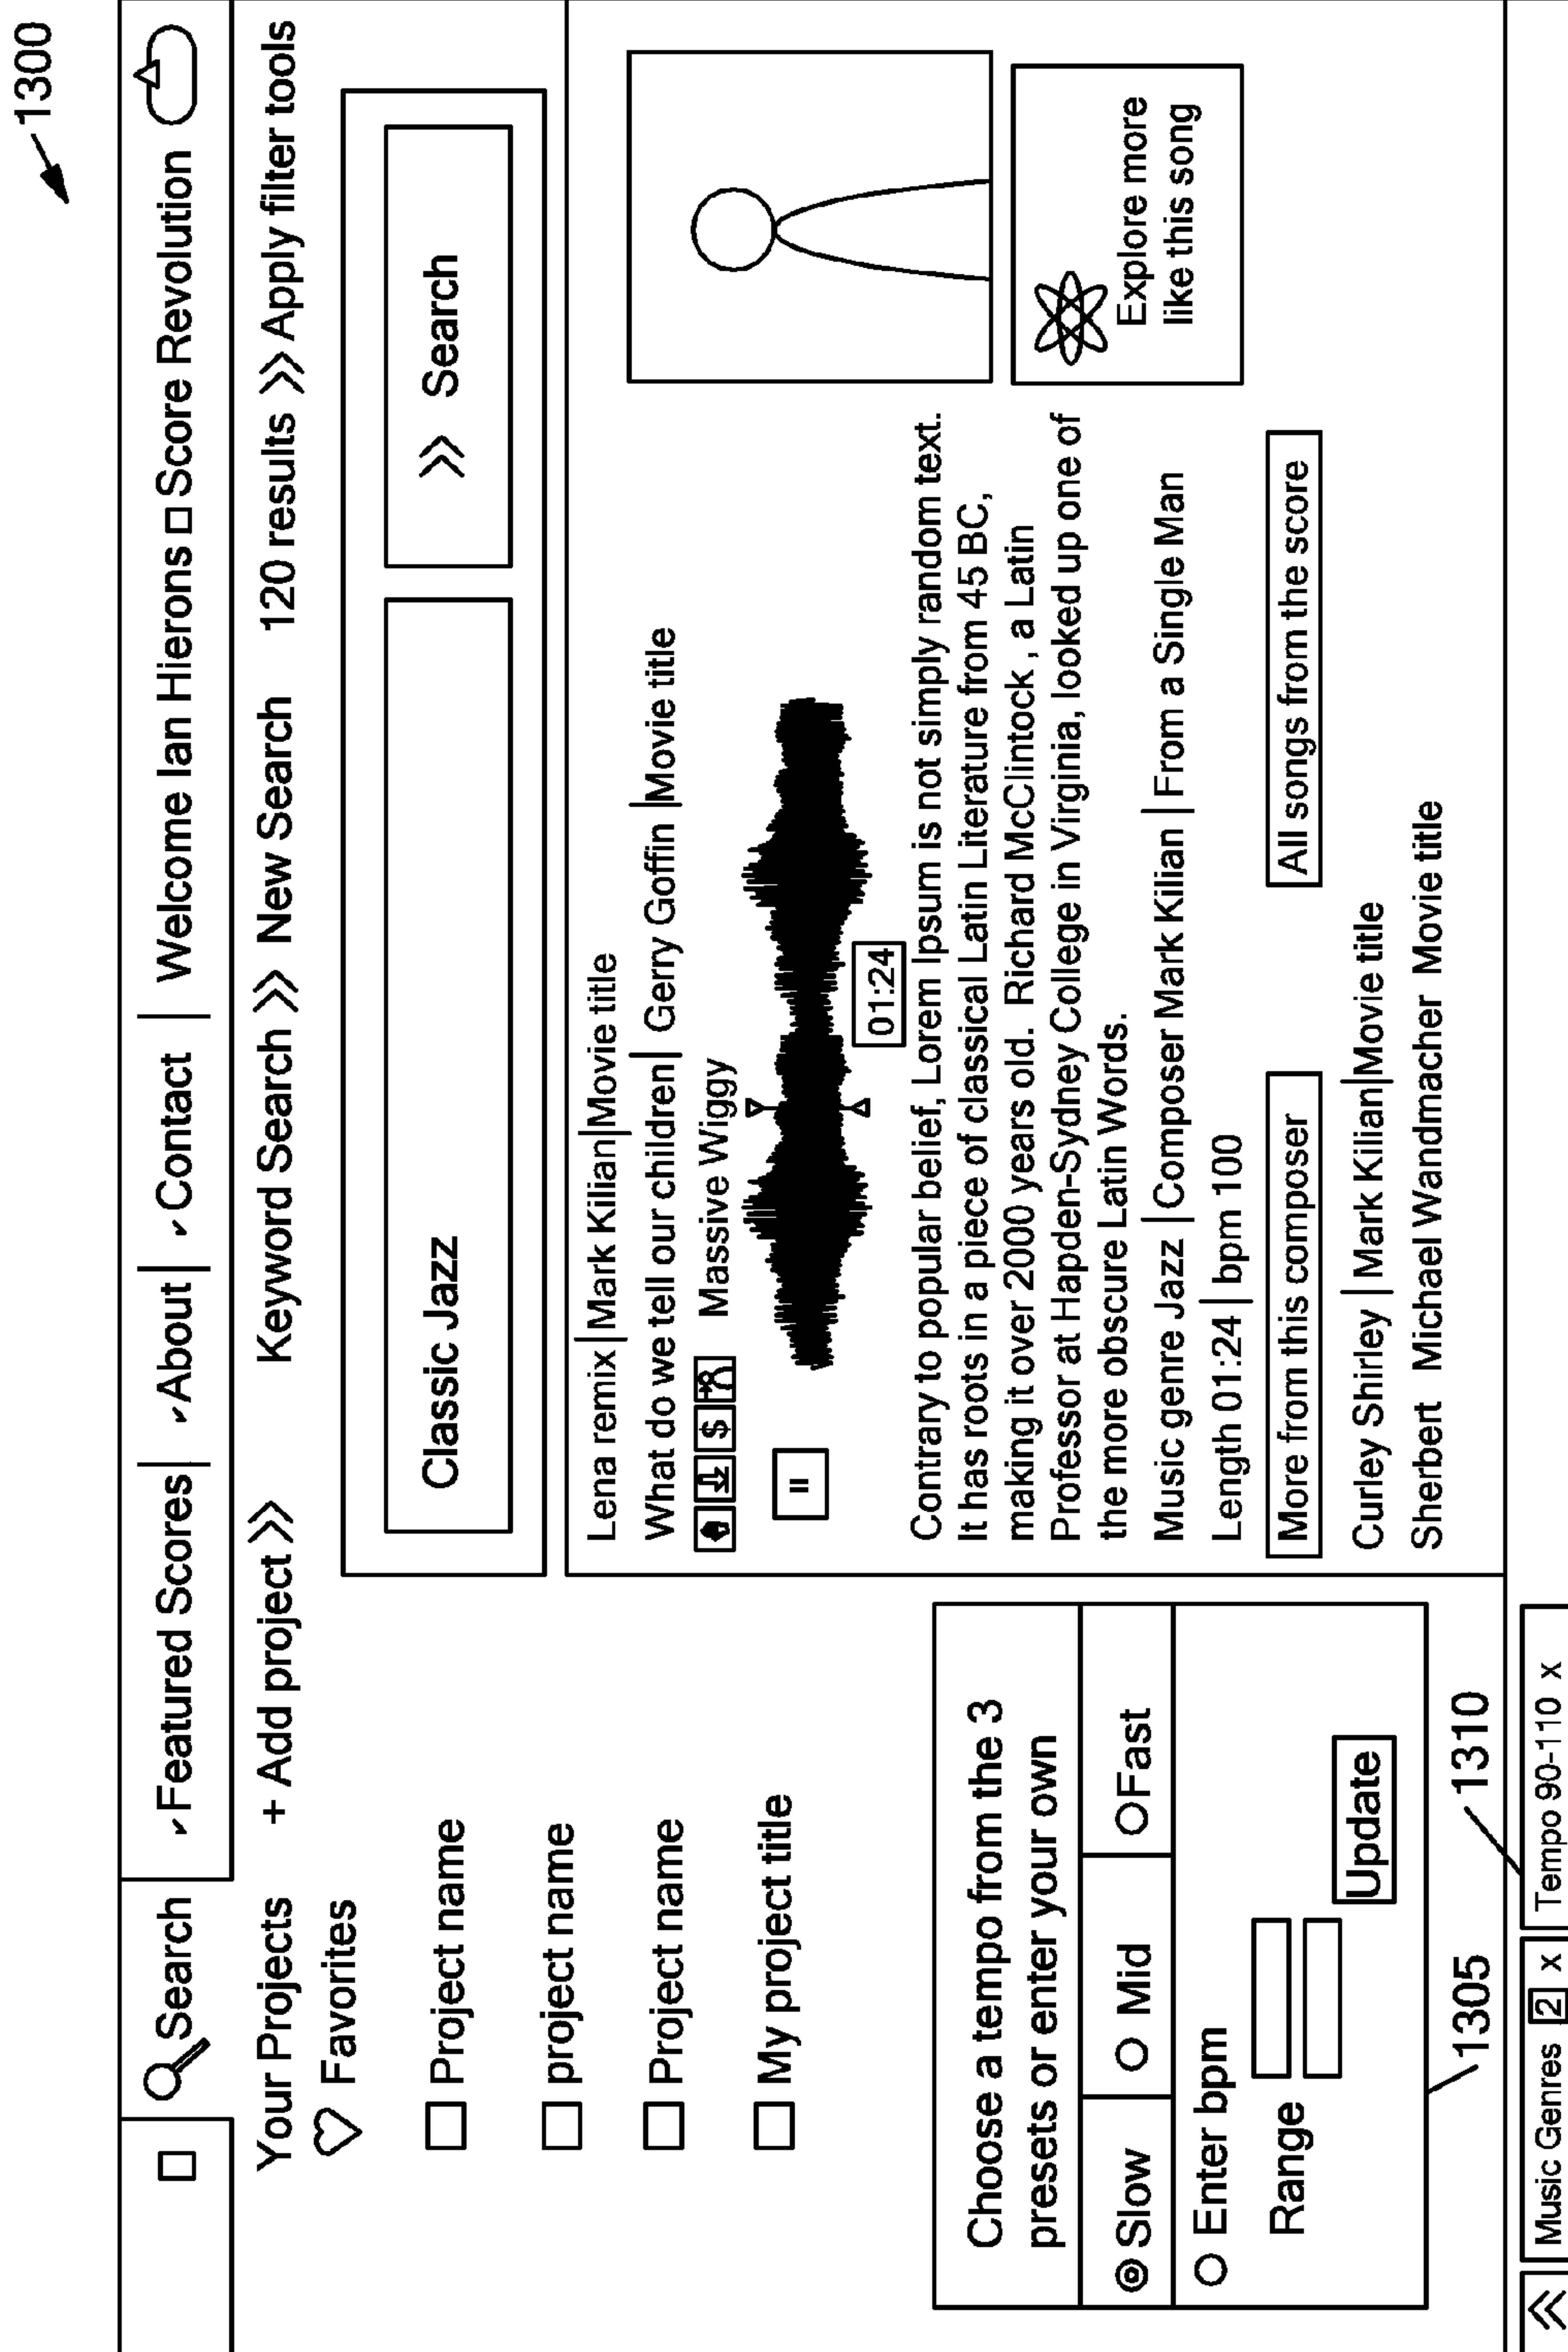 1300
Search
✓Featured Scores
✓About
✓Contact
Welcome Ian Hierons □ Score Revolution
Your Projects
+ Add project >>
Keyword Search >> New Search
120 results >> Apply filter tools
Favorites
Project name
project name
Project name
My project title
Classic Jazz
>> Search
Lena remix | Mark Kilian | Movie title
What do we tell our children | Gerry Goffin | Movie title
$ Massive Wiggy
01:24
Contrary to popular belief, Lorem Ipsum is not simply random text.
It has roots in a piece of classical Latin Literature from 45 BC,
making it over 2000 years old. Richard McClintock , a Latin
Professor at Hapden-Sydney College in Virginia, looked up one of
the more obscure Latin Words.
Music genre Jazz | Composer Mark Kilian | From a Single Man
Length 01:24 | bpm 100
More from this composer
All songs from the score
Curley Shirley | Mark Kilian | Movie title
Sherbert Michael Wandmacher Movie title
Explore more
like this song
Choose a tempo from the 3
presets or enter your own
Slow
Mid
Fast
Enter bpm
Range
Update
1305
1310
Music Genres 2 x
Tempo 90-110 x